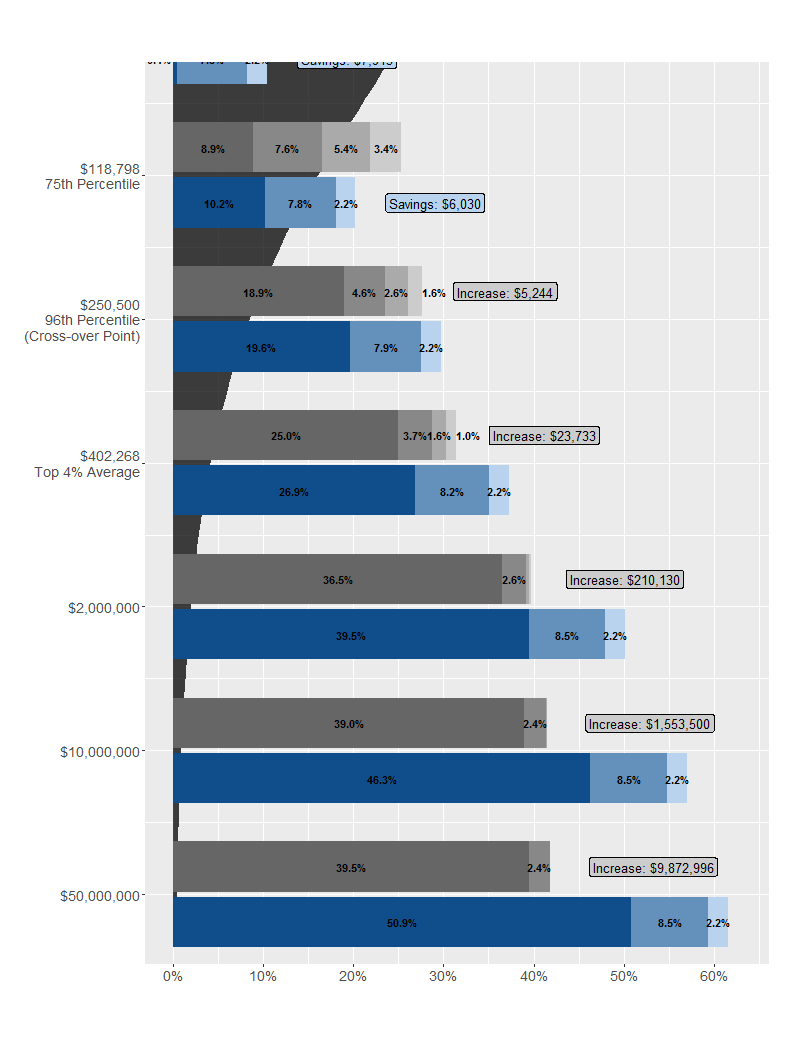 8.9% 7.6% 5.4% 3.4%
$118,798
75th Percentile
10.2% 7.8% 2.2% Savings: $6,030
18.9% 4.6% 2.6% 1.6% Increase: $5,244
$250,500
96th Percentile
(Cross-over Point)
19.6% 7.9% 2.2%
25.0% 3.7% 1.6% 1.0% Increase: $23,733
$402,268
Top 4% Average
26.9% 8.2% 2.2%
36.5% 2.6% Increase: $210,130
$2,000,000
39.5% 8.5% 2.2%
39.0% 2.4% Increase: $1,553,500
$10,000,000
46.3% 8.5% 2.2%
39.5% 2.4% Increase: $9,872,996
$50,000,000
50.9% 8.5% 2.2%
0% 10% 20% 30% 40% 50% 60%